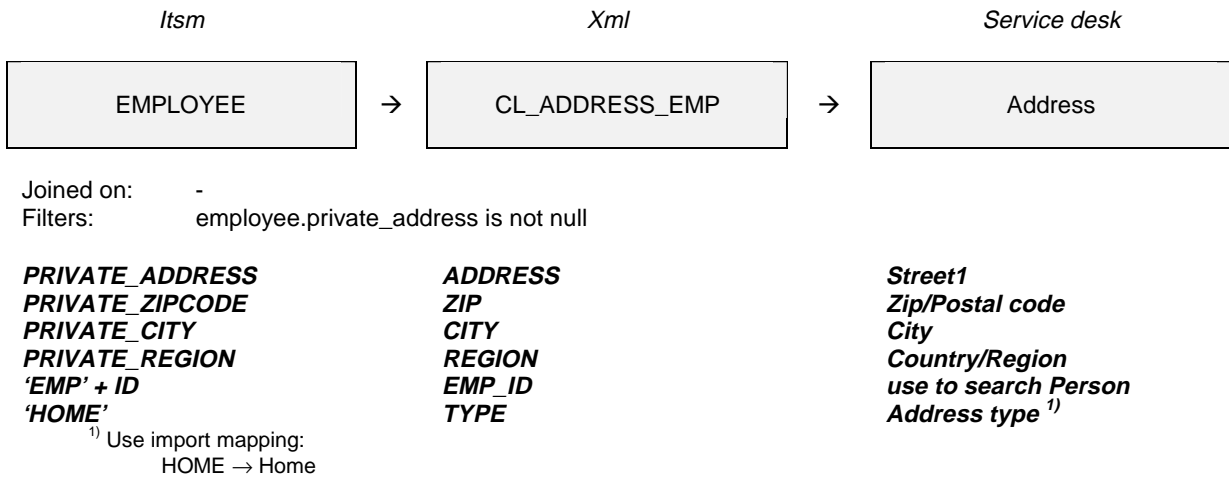 Itsm Xml Service desk
EMPLOYEE → CL_ADDRESS_EMP → Address
Joined on: -
Filters: employee.private_address is not null
PRIVATE_ADDRESS ADDRESS Street1
PRIVATE_ZIPCODE ZIP Zip/Postal code
PRIVATE_CITY CITY City
PRIVATE_REGION REGION Country/Region
‘EMP’ + ID EMP_ID use to search Person
‘HOME’ TYPE Address type 1)
1) Use import mapping:
HOME → Home